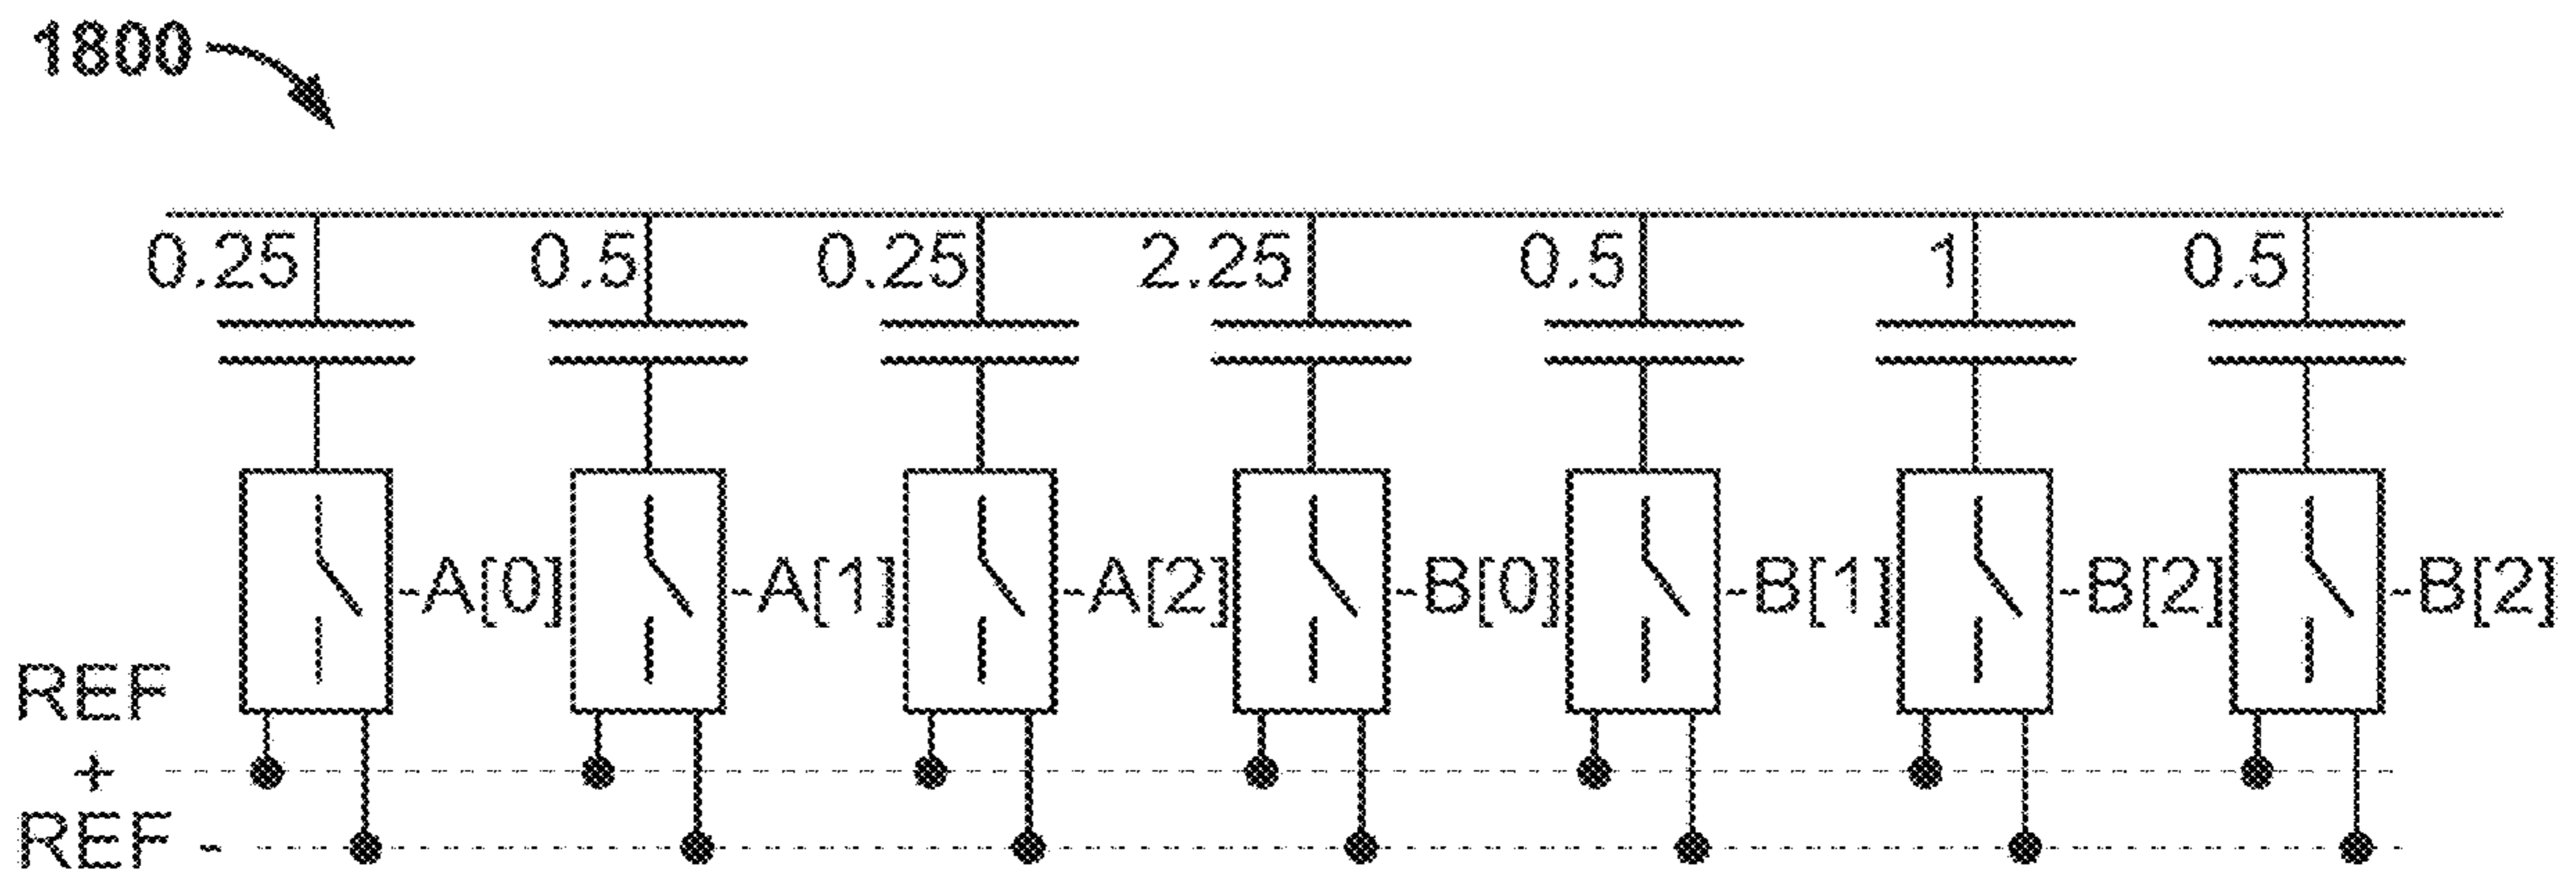 1800
0.25 0.5 0.25 2.25 0.5 1 0.5
A[0] A[1] A[2] B[0] B[1] B[2] B[2]
REF
+
REF -